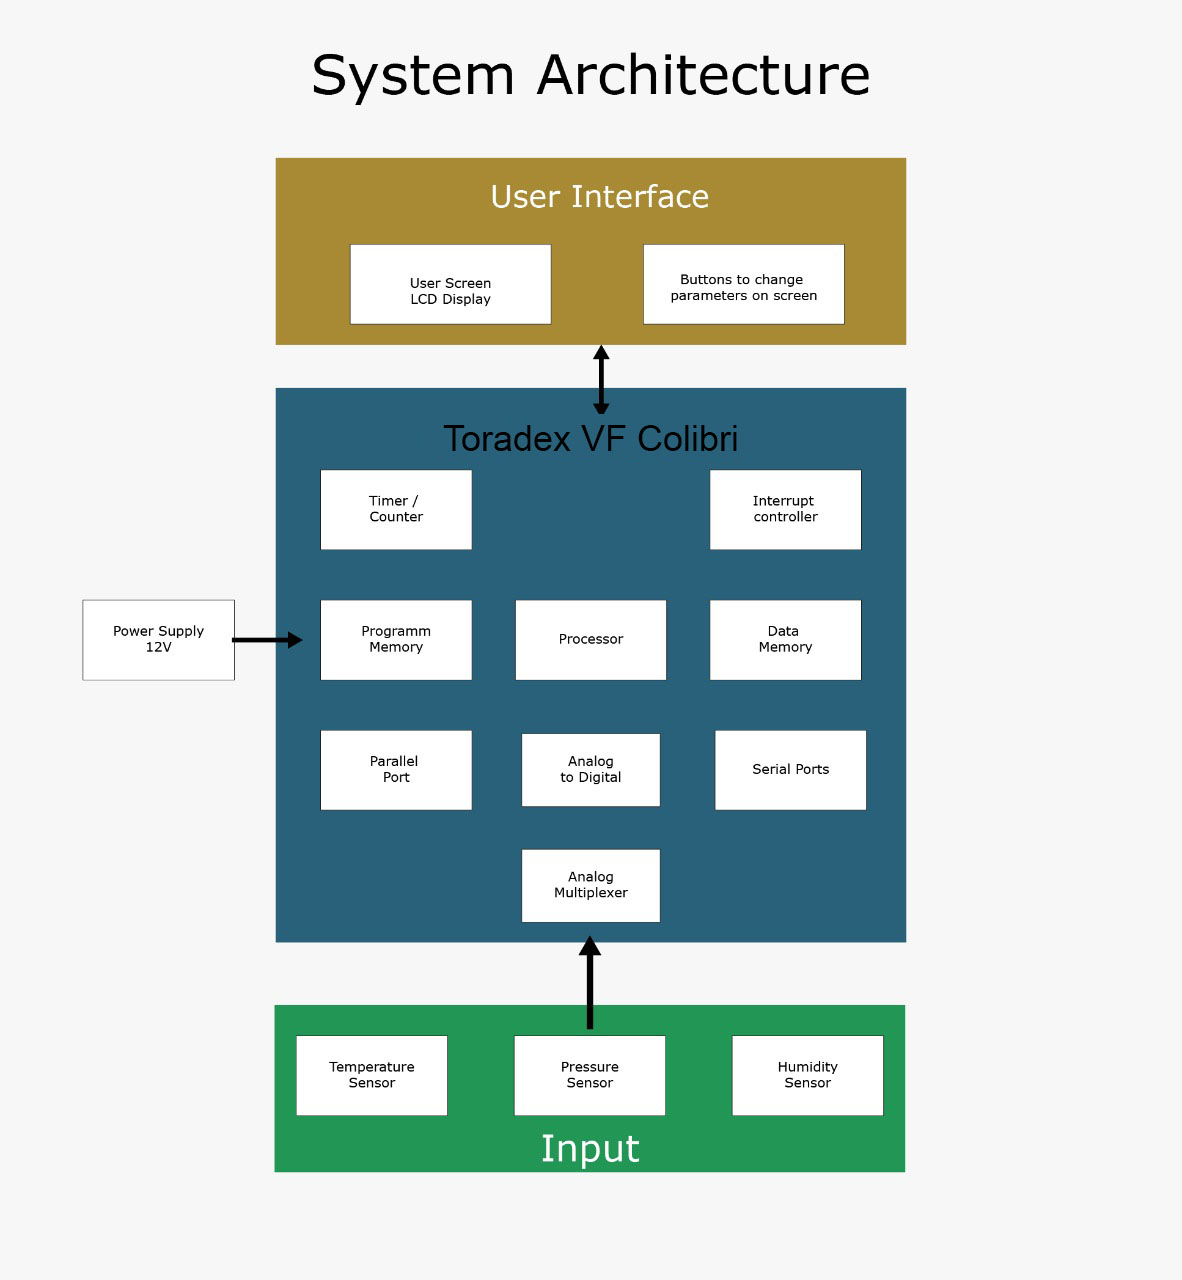 System Architecture
User Interface
User Screen
LCD Display
Buttons to change
parameters on screen
Toradex VF Colibri
Timer /
Counter
Interrupt
controller
Power Supply
12V
Programm
Memory
Processor
Data
Memory
Parallel
Port
Analog
to Digital
Serial Ports
Analog
Multiplexer
Temperature
Sensor
Pressure
Sensor
Humidity
Sensor
Input